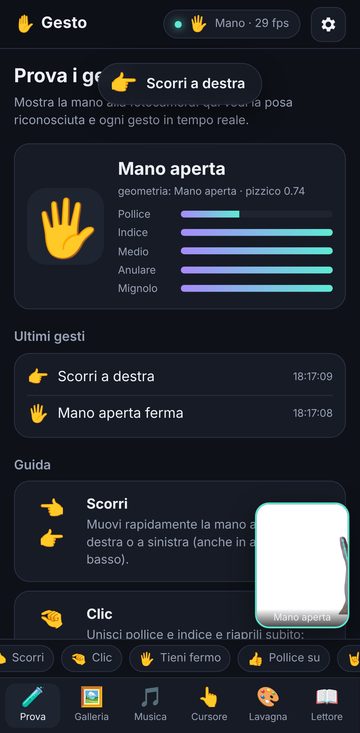 Gesto
Mano · 29 fps
Prova i ge
Scorri a destra
Mostra la mano alla fotocamera: qui vedi la posa
riconosciuta e ogni gesto in tempo reale.
Mano aperta
geometria: Mano aperta · pizzico 0.74
Pollice
Indice
Medio
Anulare
Mignolo
Ultimi gesti
Scorri a destra 18:17:09
Mano aperta ferma 18:17:08
Guida
Scorri
Muovi rapidamente la mano a
destra o a sinistra (anche in a
basso).
Mano aperta
Clic
Unisci pollice e indice e riaprili subito:
Scorri Clic Tieni fermo Pollice su
Prova Galleria Musica Cursore Lavagna Lettore